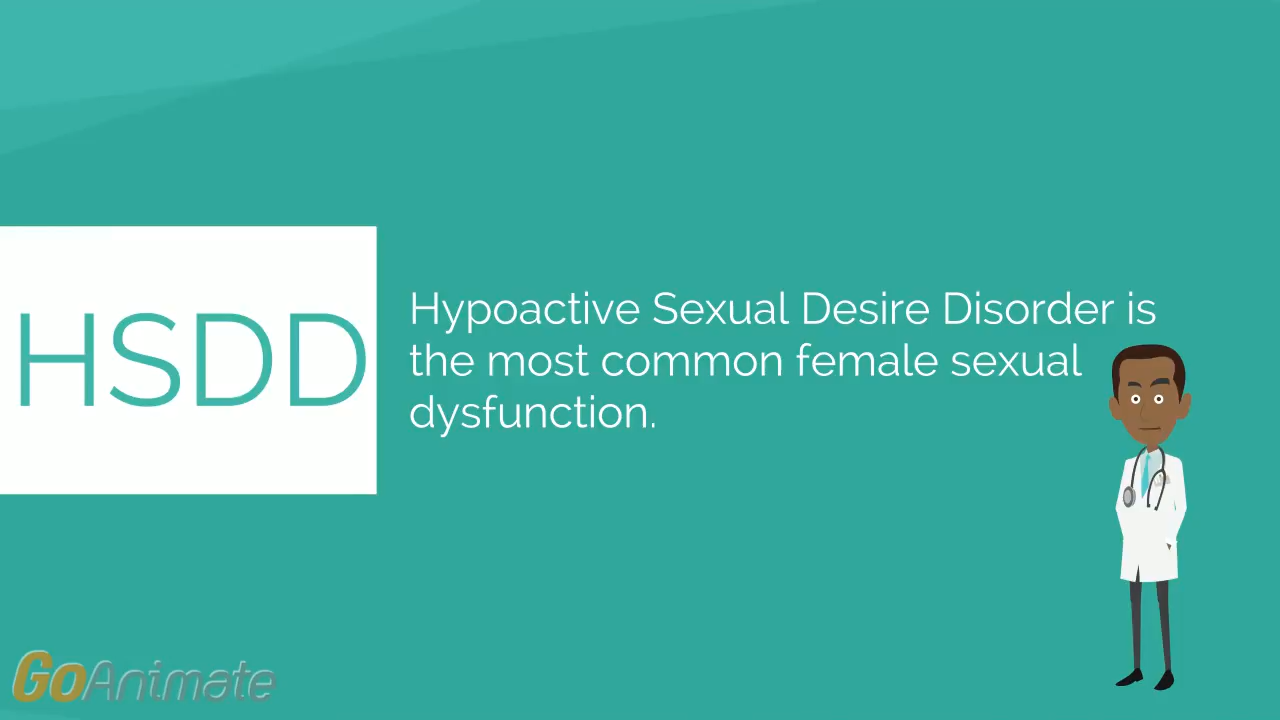 HSDD
Hypoactive Sexual Desire Disorder is
the most common female sexual
dysfunction.
GoAnimate